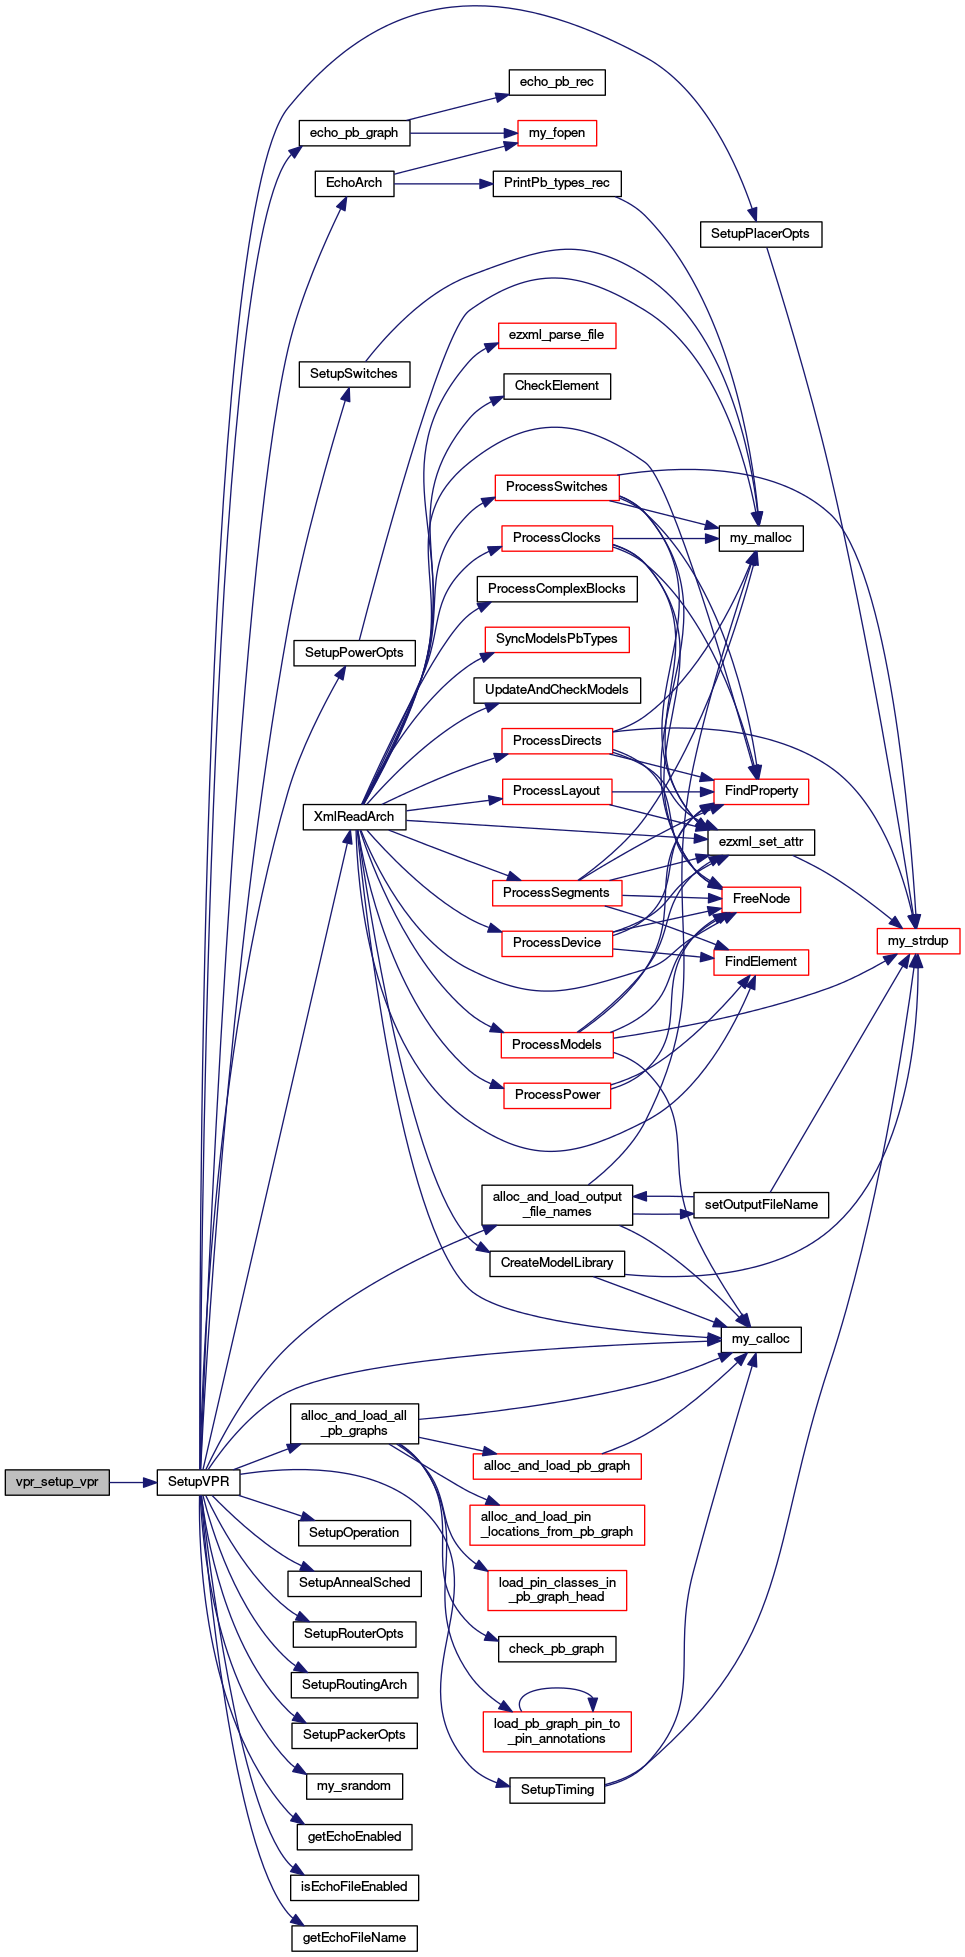 echo_pb_rec
echo_pb_graph
my_fopen
EchoArch
PrintPb_types_rec
SetupPlacerOpts
ezxml_parse_file
SetupSwitches
CheckElement
ProcessSwitches
ProcessClocks
my_malloc
ProcessComplexBlocks
SyncModelsPbTypes
SetupPowerOpts
UpdateAndCheckModels
ProcessDirects
ProcessLayout
FindProperty
XmlReadArch
ezxml_set_attr
ProcessSegments
FreeNode
ProcessDevice
my_strdup
FindElement
ProcessModels
ProcessPower
alloc_and_load_output
_file_names
setOutputFileName
CreateModelLibrary
my_calloc
alloc_and_load_all
_pb_graphs
alloc_and_load_pb_graph
vpr_setup_vpr
SetupVPR
alloc_and_load_pin
_locations_from_pb_graph
SetupOperation
SetupAnnealSched
load_pin_classes_in
_pb_graph_head
SetupRouterOpts
check_pb_graph
SetupRoutingArch
load_pb_graph_pin_to
_pin_annotations
SetupPackerOpts
my_srandom
SetupTiming
getEchoEnabled
isEchoFileEnabled
getEchoFileName